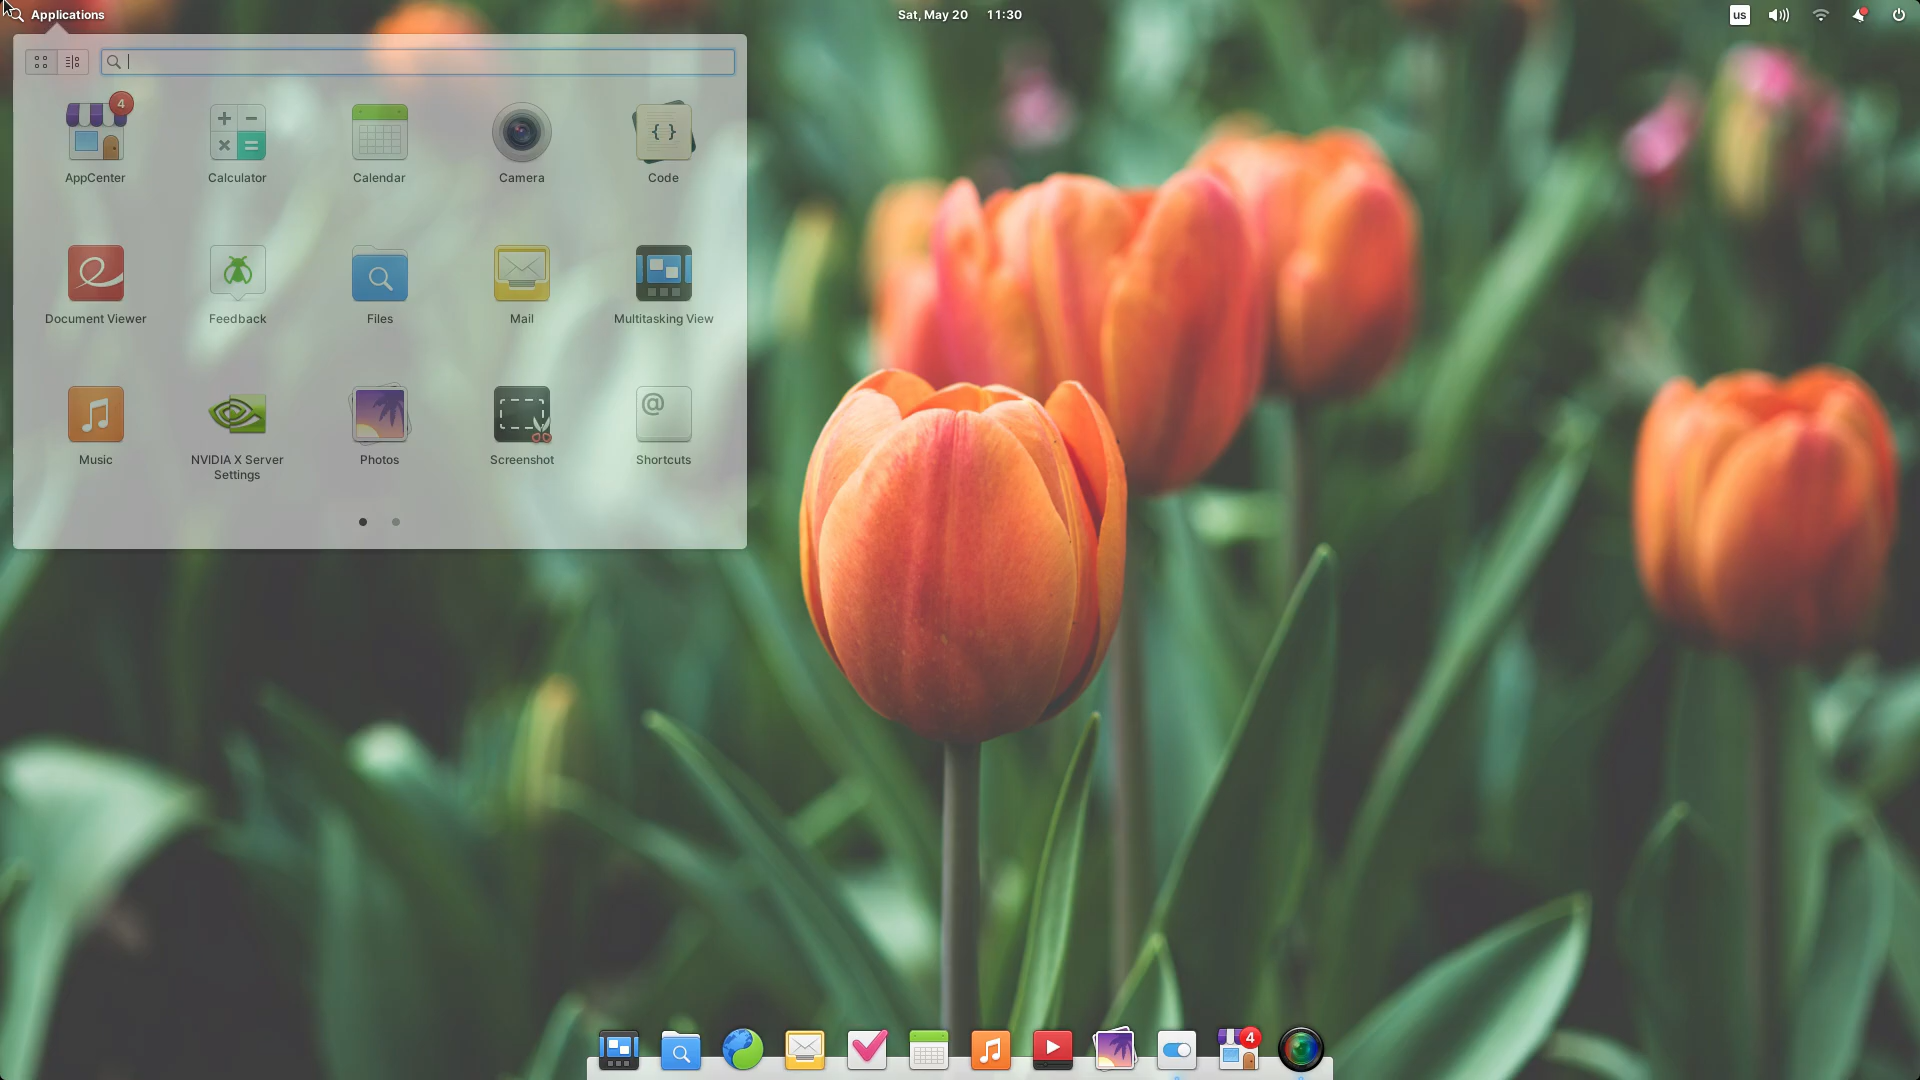 Applications
Sat, May 20 11:30
us
4
AppCenter
Calculator
Calendar
Camera
Code
Document Viewer
Feedback
Files
Mail
Multitasking View
Music
NVIDIA X Server
Settings
Photos
Screenshot
@
Shortcuts
4